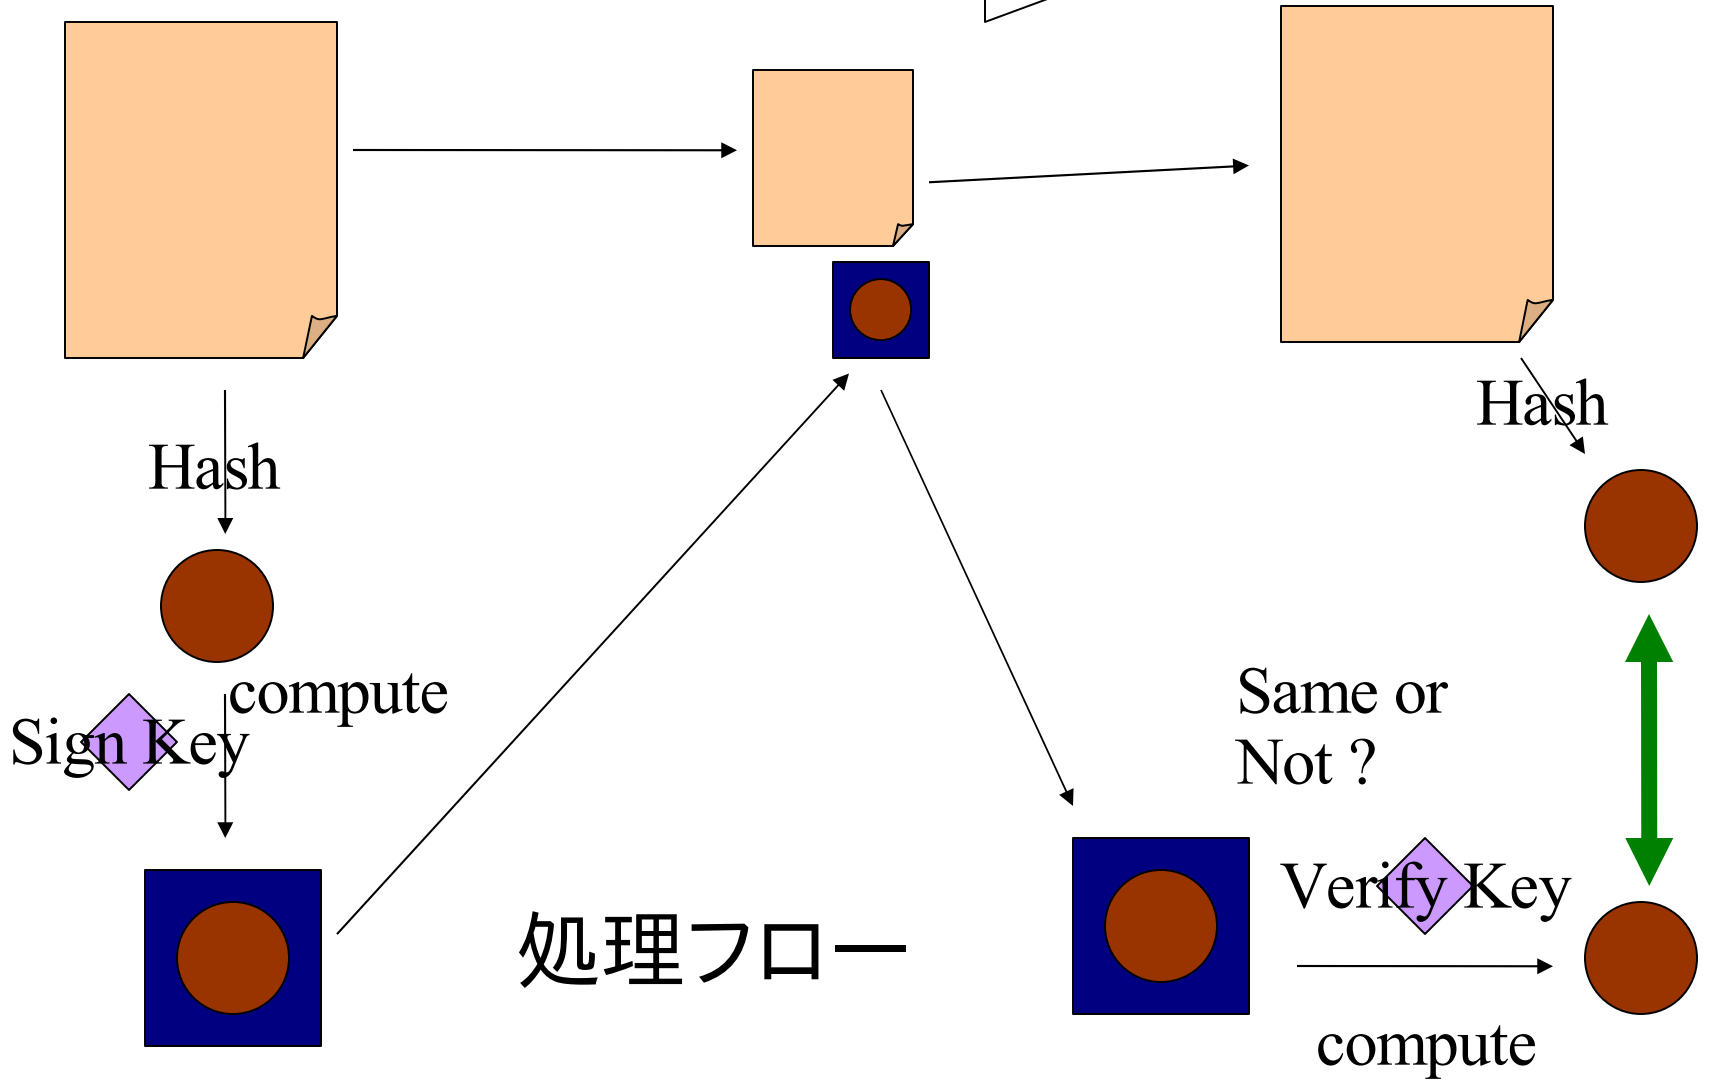 Hash
Hash
compute
Sign Key
Same or
Not ?
Verify Key
処理フロー
compute